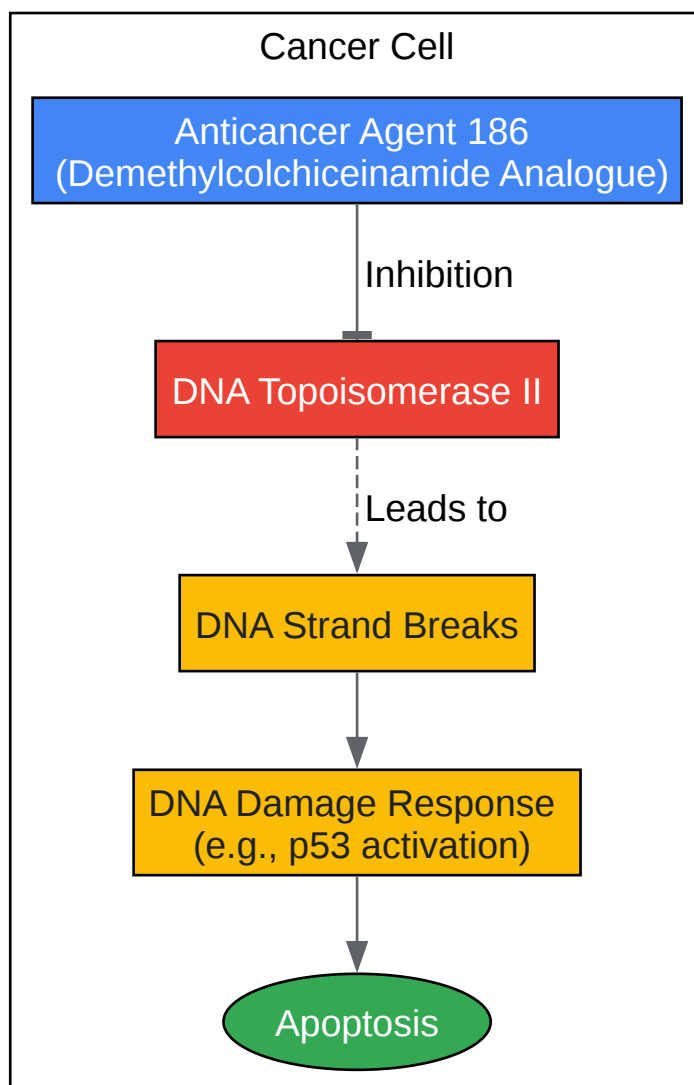 Cancer Cell
Anticancer Agent 186
(Demethylcolchiceinamide Analogue)
Inhibition
DNA Topoisomerase II
Leads to
DNA Strand Breaks
DNA Damage Response
(e.g., p53 activation)
Apoptosis